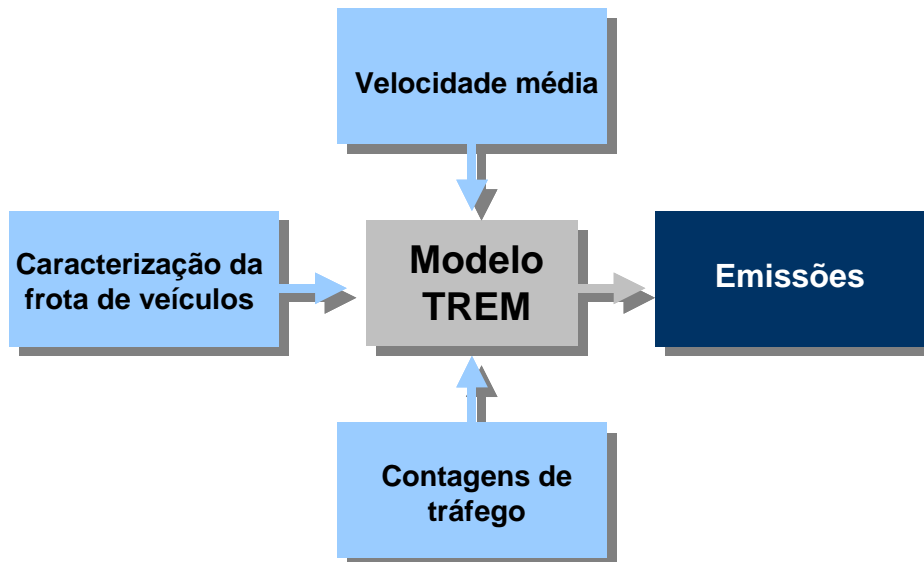 Velocidade média
Caracterização da
frota de veículos
Modelo
TREM
Emissões
Contagens de
tráfego